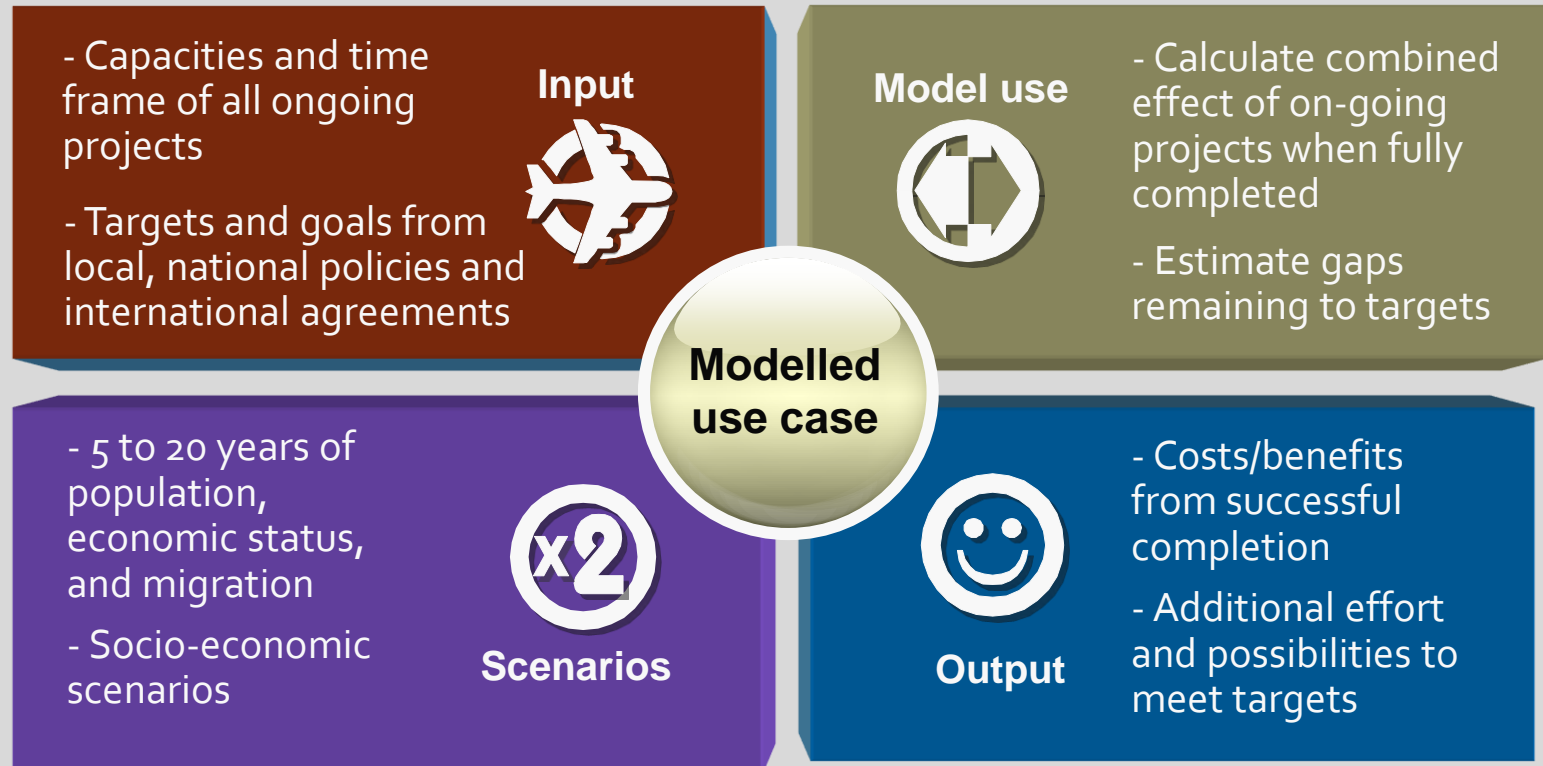 - Capacities and time
frame of all ongoing
projects
- Targets and goals from
local, national policies and
international agreements
Input
Model use
- Calculate combined
effect of on-going
projects when fully
completed
- Estimate gaps
remaining to targets
Modelled
use case
- 5 to 20 years of
population,
economic status,
and migration
- Socio-economic
scenarios
x2
Scenarios
Output
- Costs/benefits
from successful
completion
- Additional effort
and possibilities to
meet targets